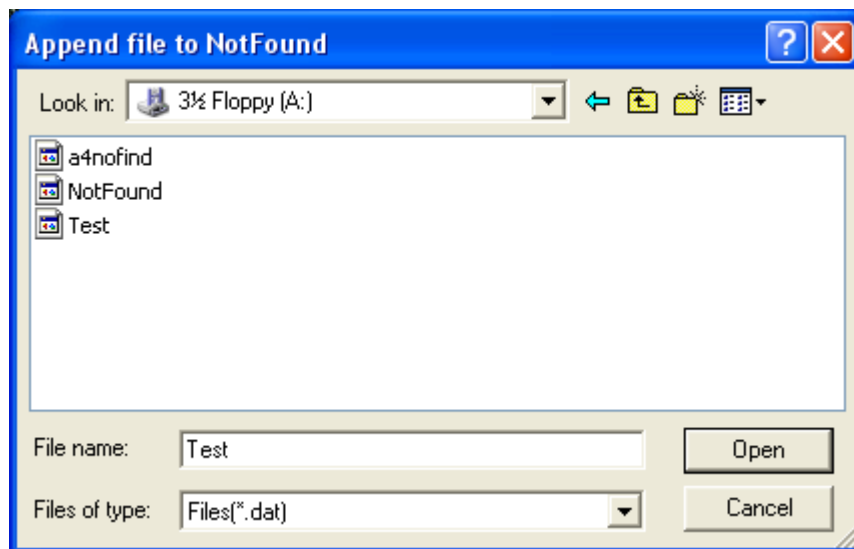 Append file to NotFound
Look in: 3½ Floppy (A:)
a4nofind
NotFound
Test
File name: Test Open
Files of type: Files(*.dat) Cancel